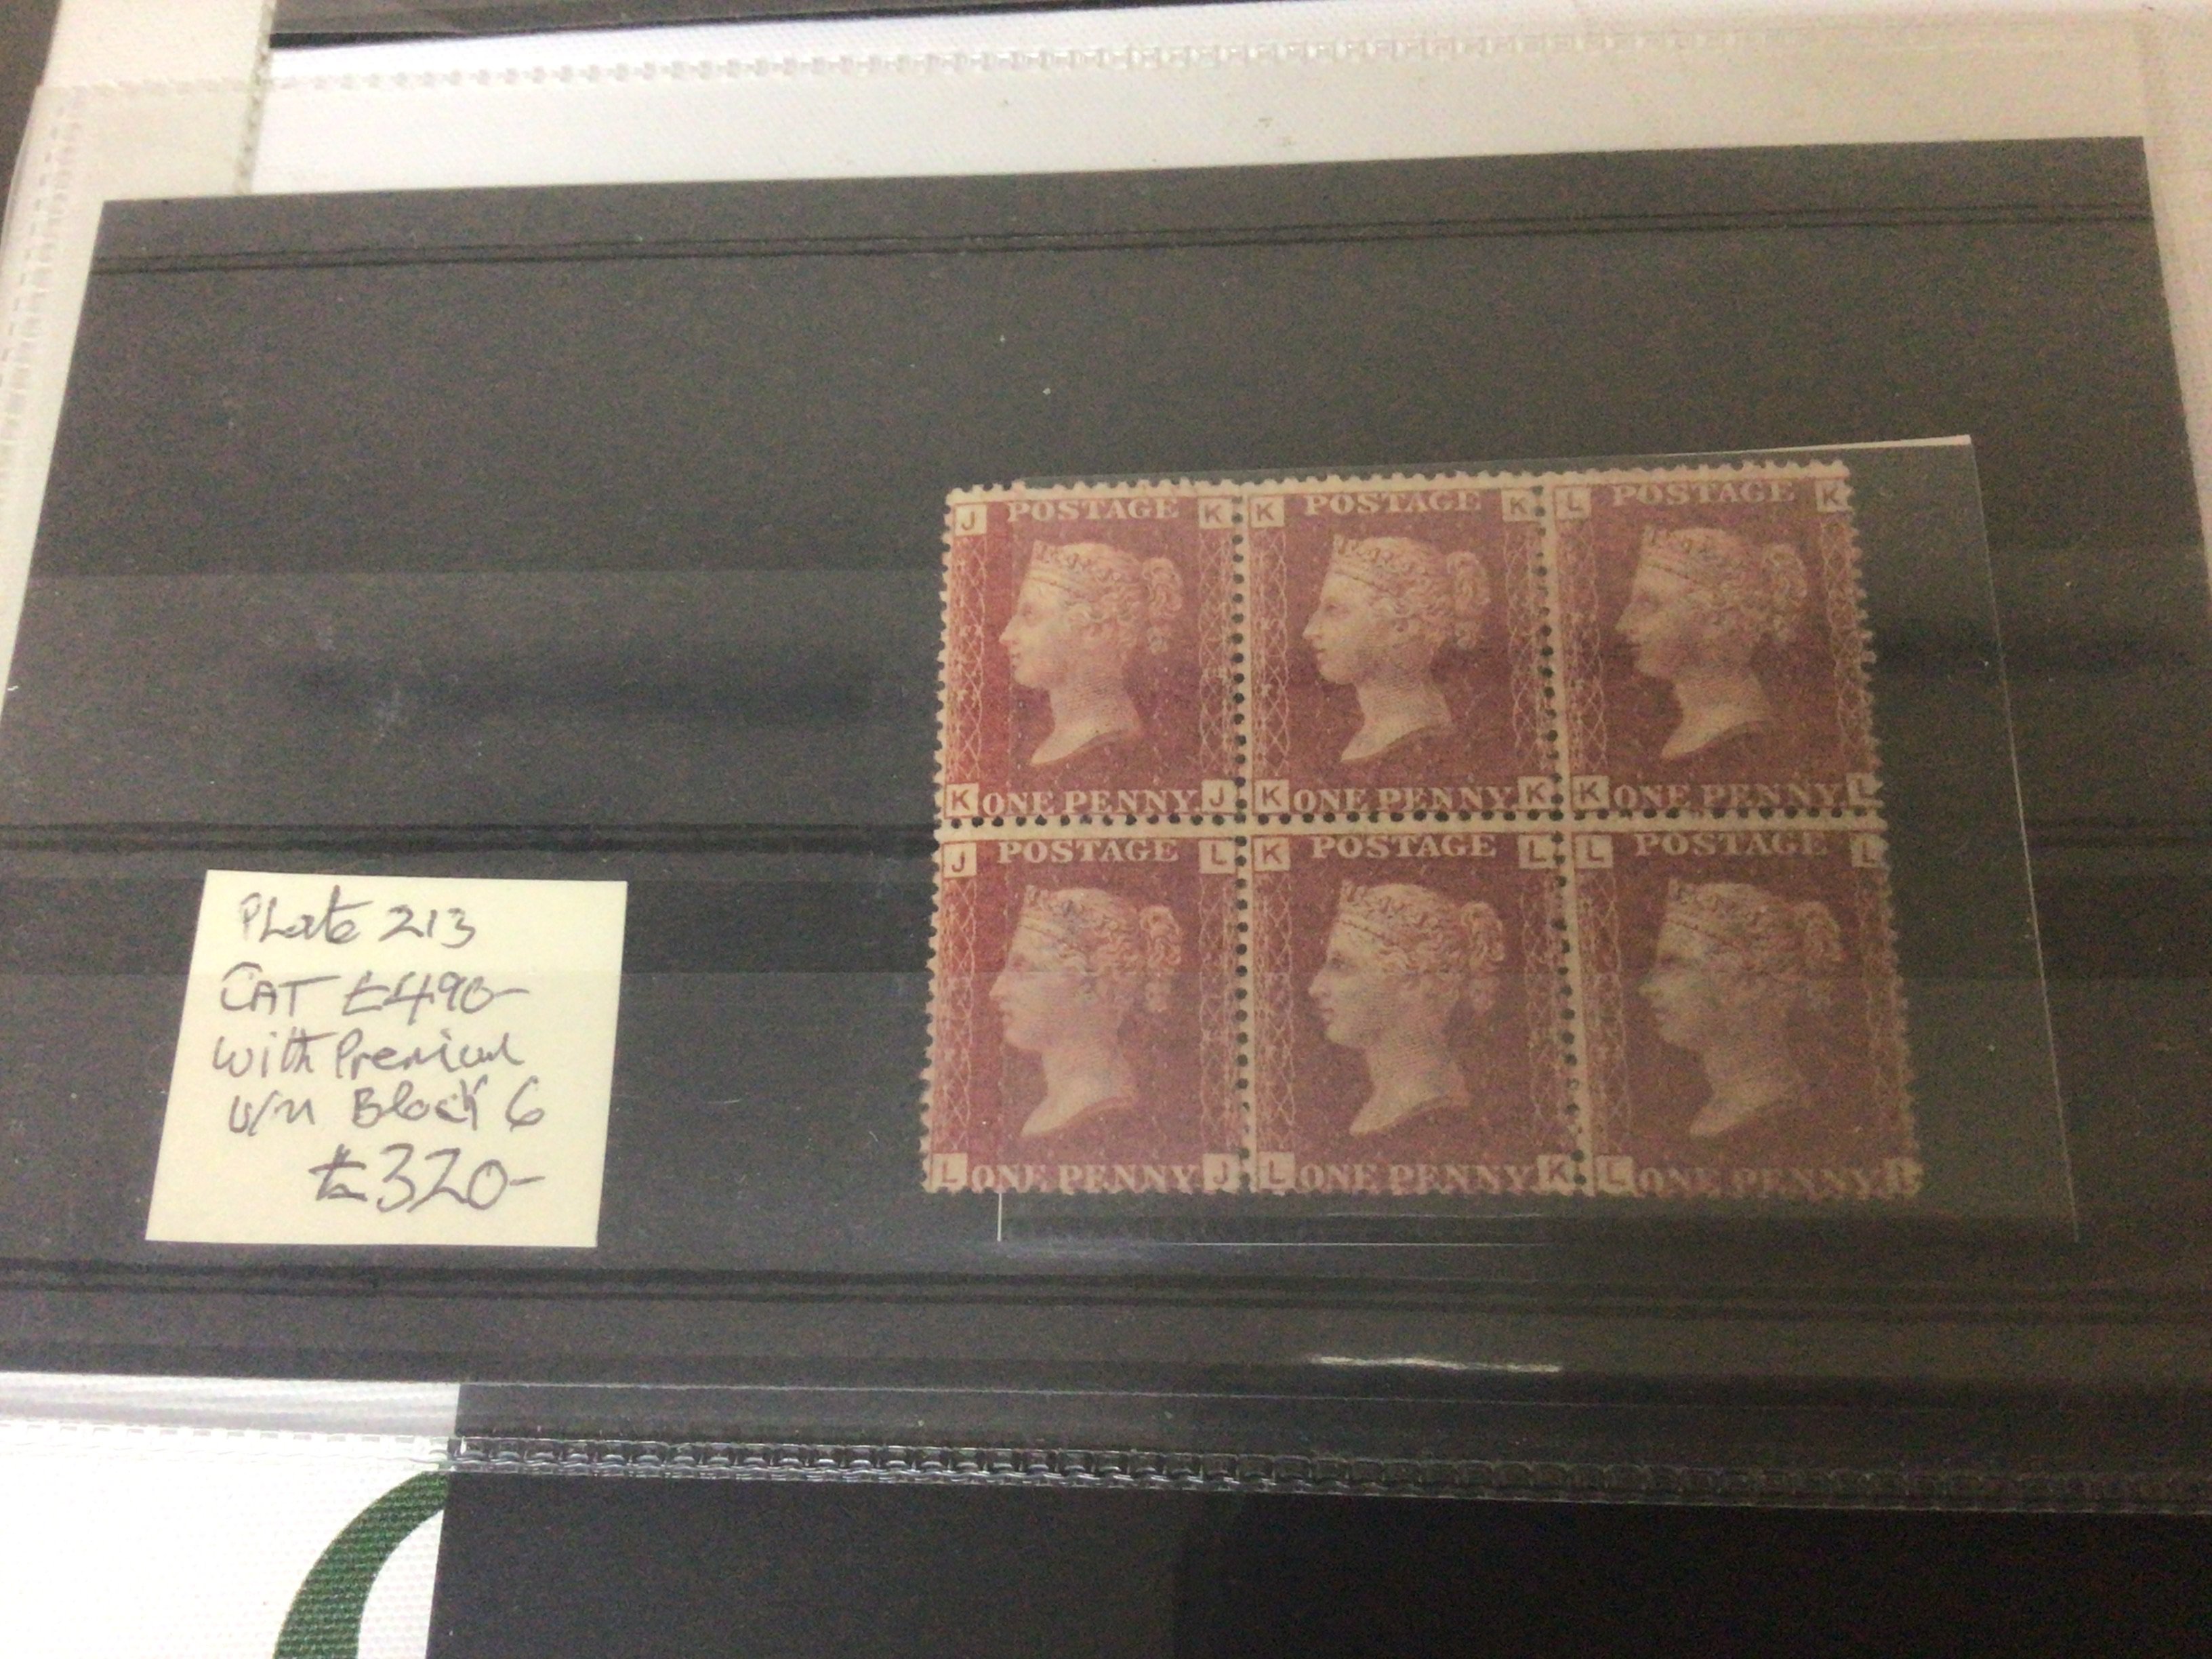 PLate 213
CAT £490-
with Premium
u/m Block 6
£320-
J POSTAGE K K POSTAGE K L POSTAGE K
K ONE PENNY J K ONE PENNY K K ONE PENNY L
J POSTAGE L K POSTAGE L L POSTAGE L
L ONE PENNY J L ONE PENNY K L ONE PENNY L